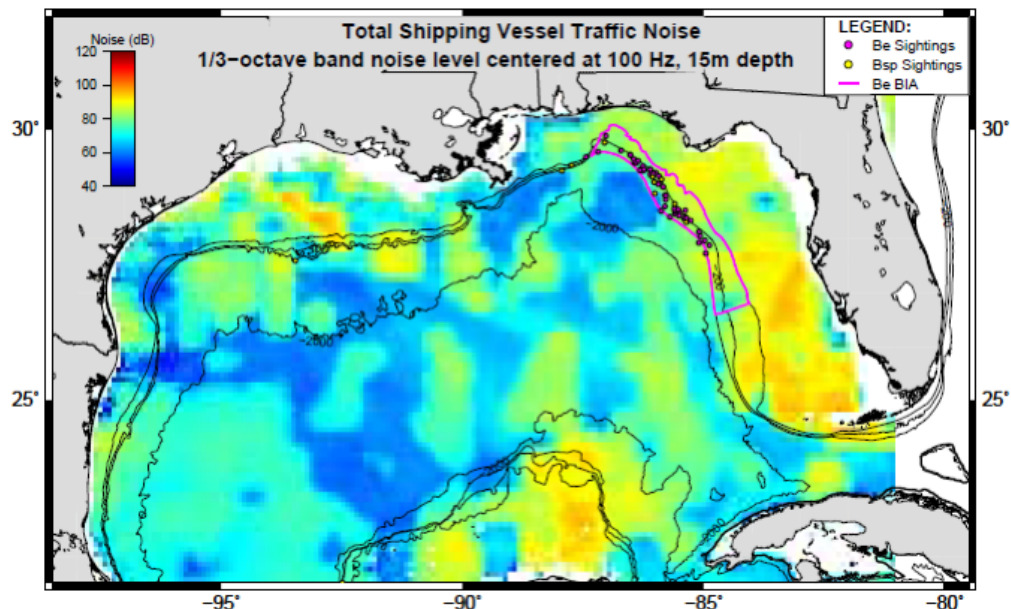 Total Shipping Vessel Traffic Noise
1/3−octave band noise level centered at 100 Hz, 15m depth
Noise (dB)
120
100
80
60
40
LEGEND:
Be Sightings
Bsp Sightings
Be BIA
30°
30°
25°
25°
−2000
−2000
−95°
−90°
−85°
−80°